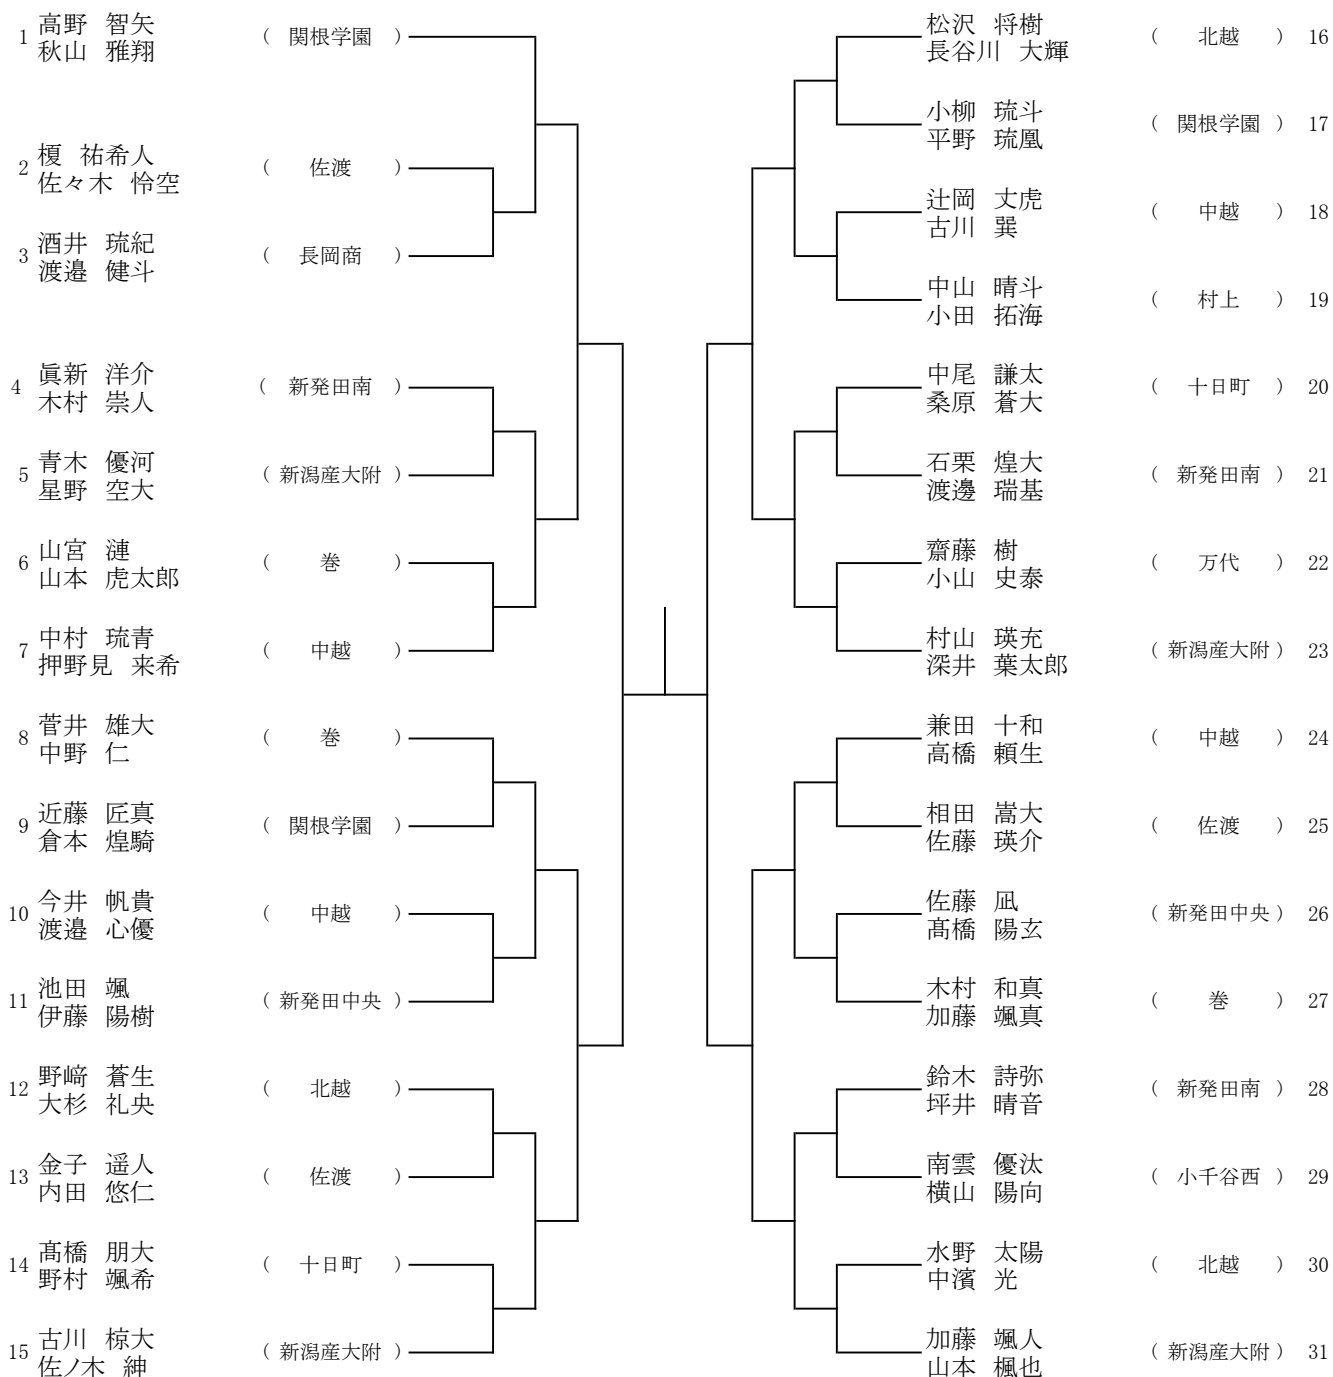 1 高野 智矢 ( 関根学園 )
秋山 雅翔
2 榎 祐希人 ( 佐渡 )
佐々木 怜空
3 酒井 琉紀 ( 長岡商 )
渡邉 健斗
4 眞新 洋介 ( 新発田南 )
木村 崇人
5 青木 優河 ( 新潟産大附 )
星野 空大
6 山宮 漣 ( 巻 )
山本 虎太郎
7 中村 琉青 ( 中越 )
押野見 来希
8 菅井 雄大 ( 巻 )
中野 仁
9 近藤 匠真 ( 関根学園 )
倉本 煌騎
10 今井 帆貴 ( 中越 )
渡邉 心優
11 池田 颯 ( 新発田中央 )
伊藤 陽樹
12 野﨑 蒼生 ( 北越 )
大杉 礼央
13 金子 遥人 ( 佐渡 )
内田 悠仁
14 髙橋 朋大 ( 十日町 )
野村 颯希
15 古川 椋大 ( 新潟産大附 )
佐ノ木 紳
松沢 将樹 ( 北越 ) 16
長谷川 大輝
小柳 琉斗 ( 関根学園 ) 17
平野 琉凰
辻岡 丈虎 ( 中越 ) 18
古川 巽
中山 晴斗 ( 村上 ) 19
小田 拓海
中尾 謙太 ( 十日町 ) 20
桑原 蒼大
石栗 煌大 ( 新発田南 ) 21
渡邊 瑞基
齋藤 樹 ( 万代 ) 22
小山 史泰
村山 瑛充 ( 新潟産大附 ) 23
深井 葉太郎
兼田 十和 ( 中越 ) 24
高橋 頼生
相田 嵩大 ( 佐渡 ) 25
佐藤 瑛介
佐藤 凪 ( 新発田中央 ) 26
髙橋 陽玄
木村 和真 ( 巻 ) 27
加藤 颯真
鈴木 詩弥 ( 新発田南 ) 28
坪井 晴音
南雲 優汰 ( 小千谷西 ) 29
横山 陽向
水野 太陽 ( 北越 ) 30
中濱 光
加藤 颯人 ( 新潟産大附 ) 31
山本 楓也